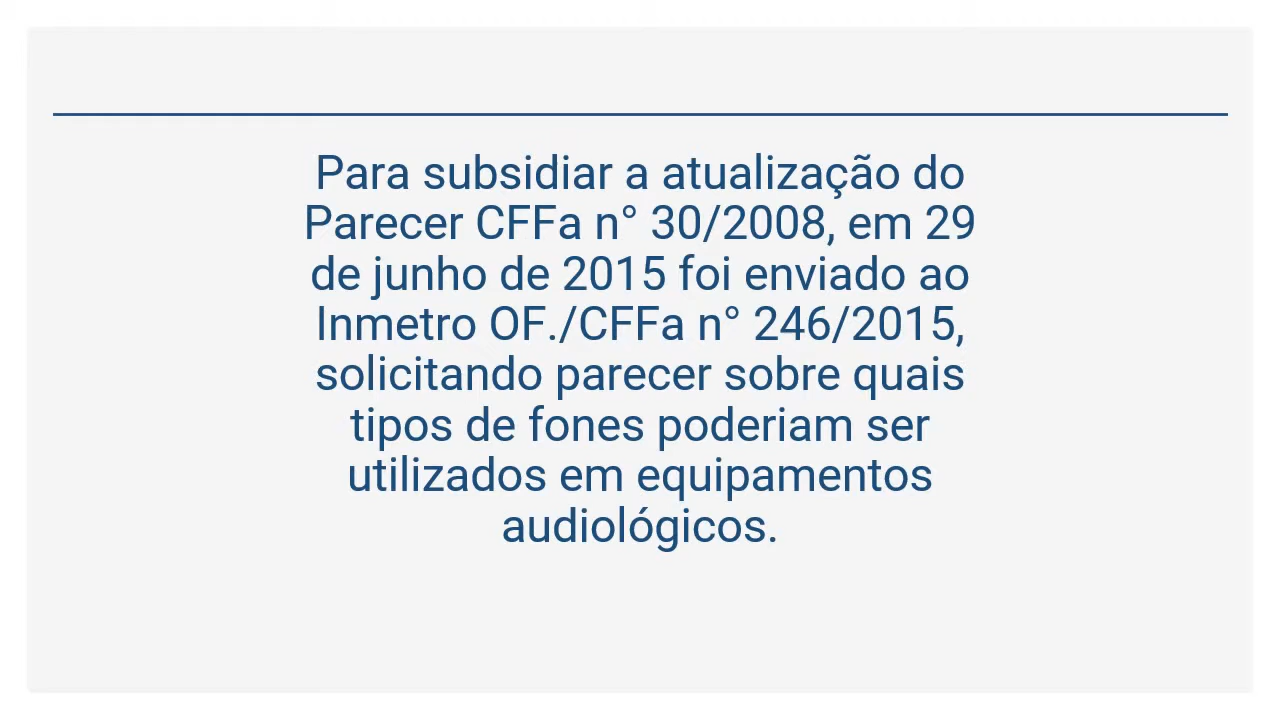 Para subsidiar a atualização do
Parecer CFFa n° 30/2008, em 29
de junho de 2015 foi enviado ao
Inmetro OF./CFFa n° 246/2015,
solicitando parecer sobre quais
tipos de fones poderiam ser
utilizados em equipamentos
audiológicos.